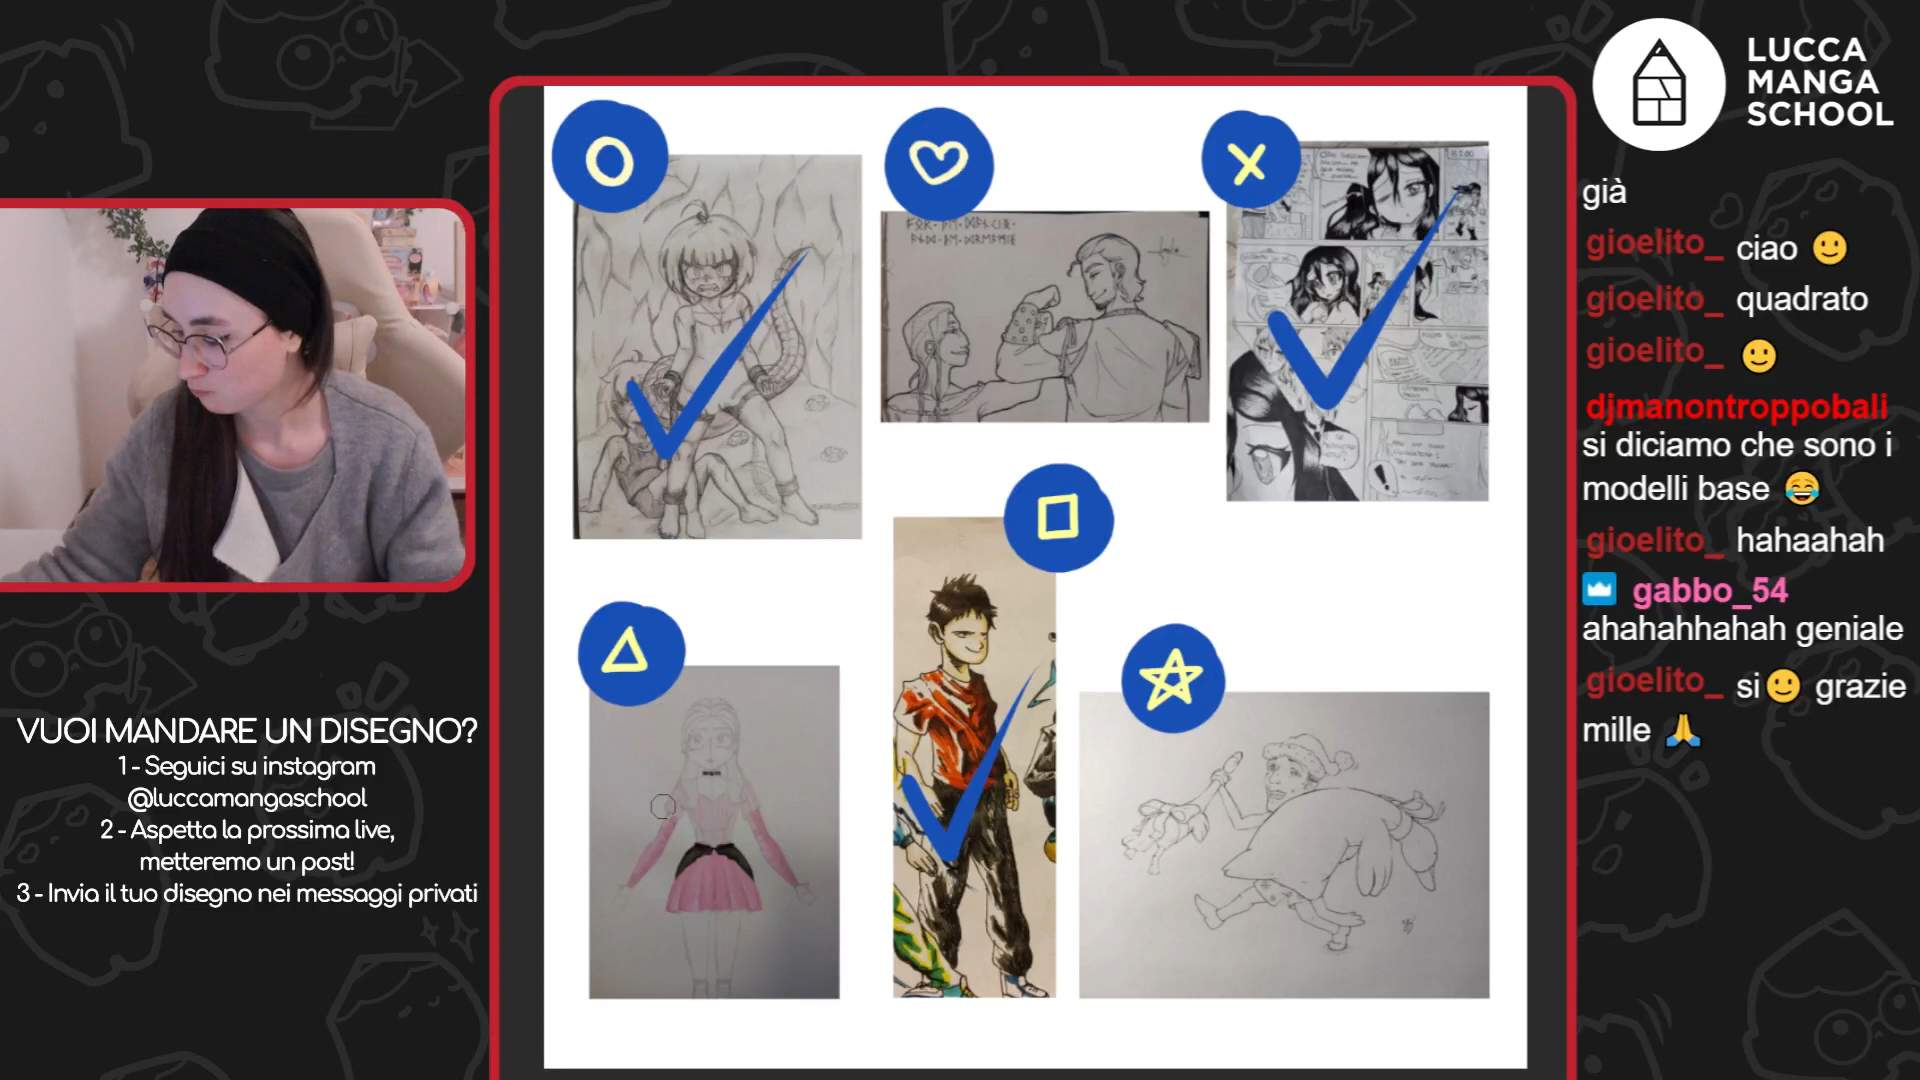 LUCCA
MANGA
SCHOOL
già
gioelito_ ciao 🙂
gioelito_ quadrato
gioelito_ 🙂
djmanontroppobali
si diciamo che sono i
modelli base 😂
gioelito_ hahaahah
gabbo_54
ahahahhahah geniale
gioelito_ si🙂 grazie
mille 🙏
VUOI MANDARE UN DISEGNO?
1 - Seguici su instagram
@luccamangaschool
2 - Aspetta la prossima live,
metteremo un post!
3 - Invia il tuo disegno nei messaggi privati